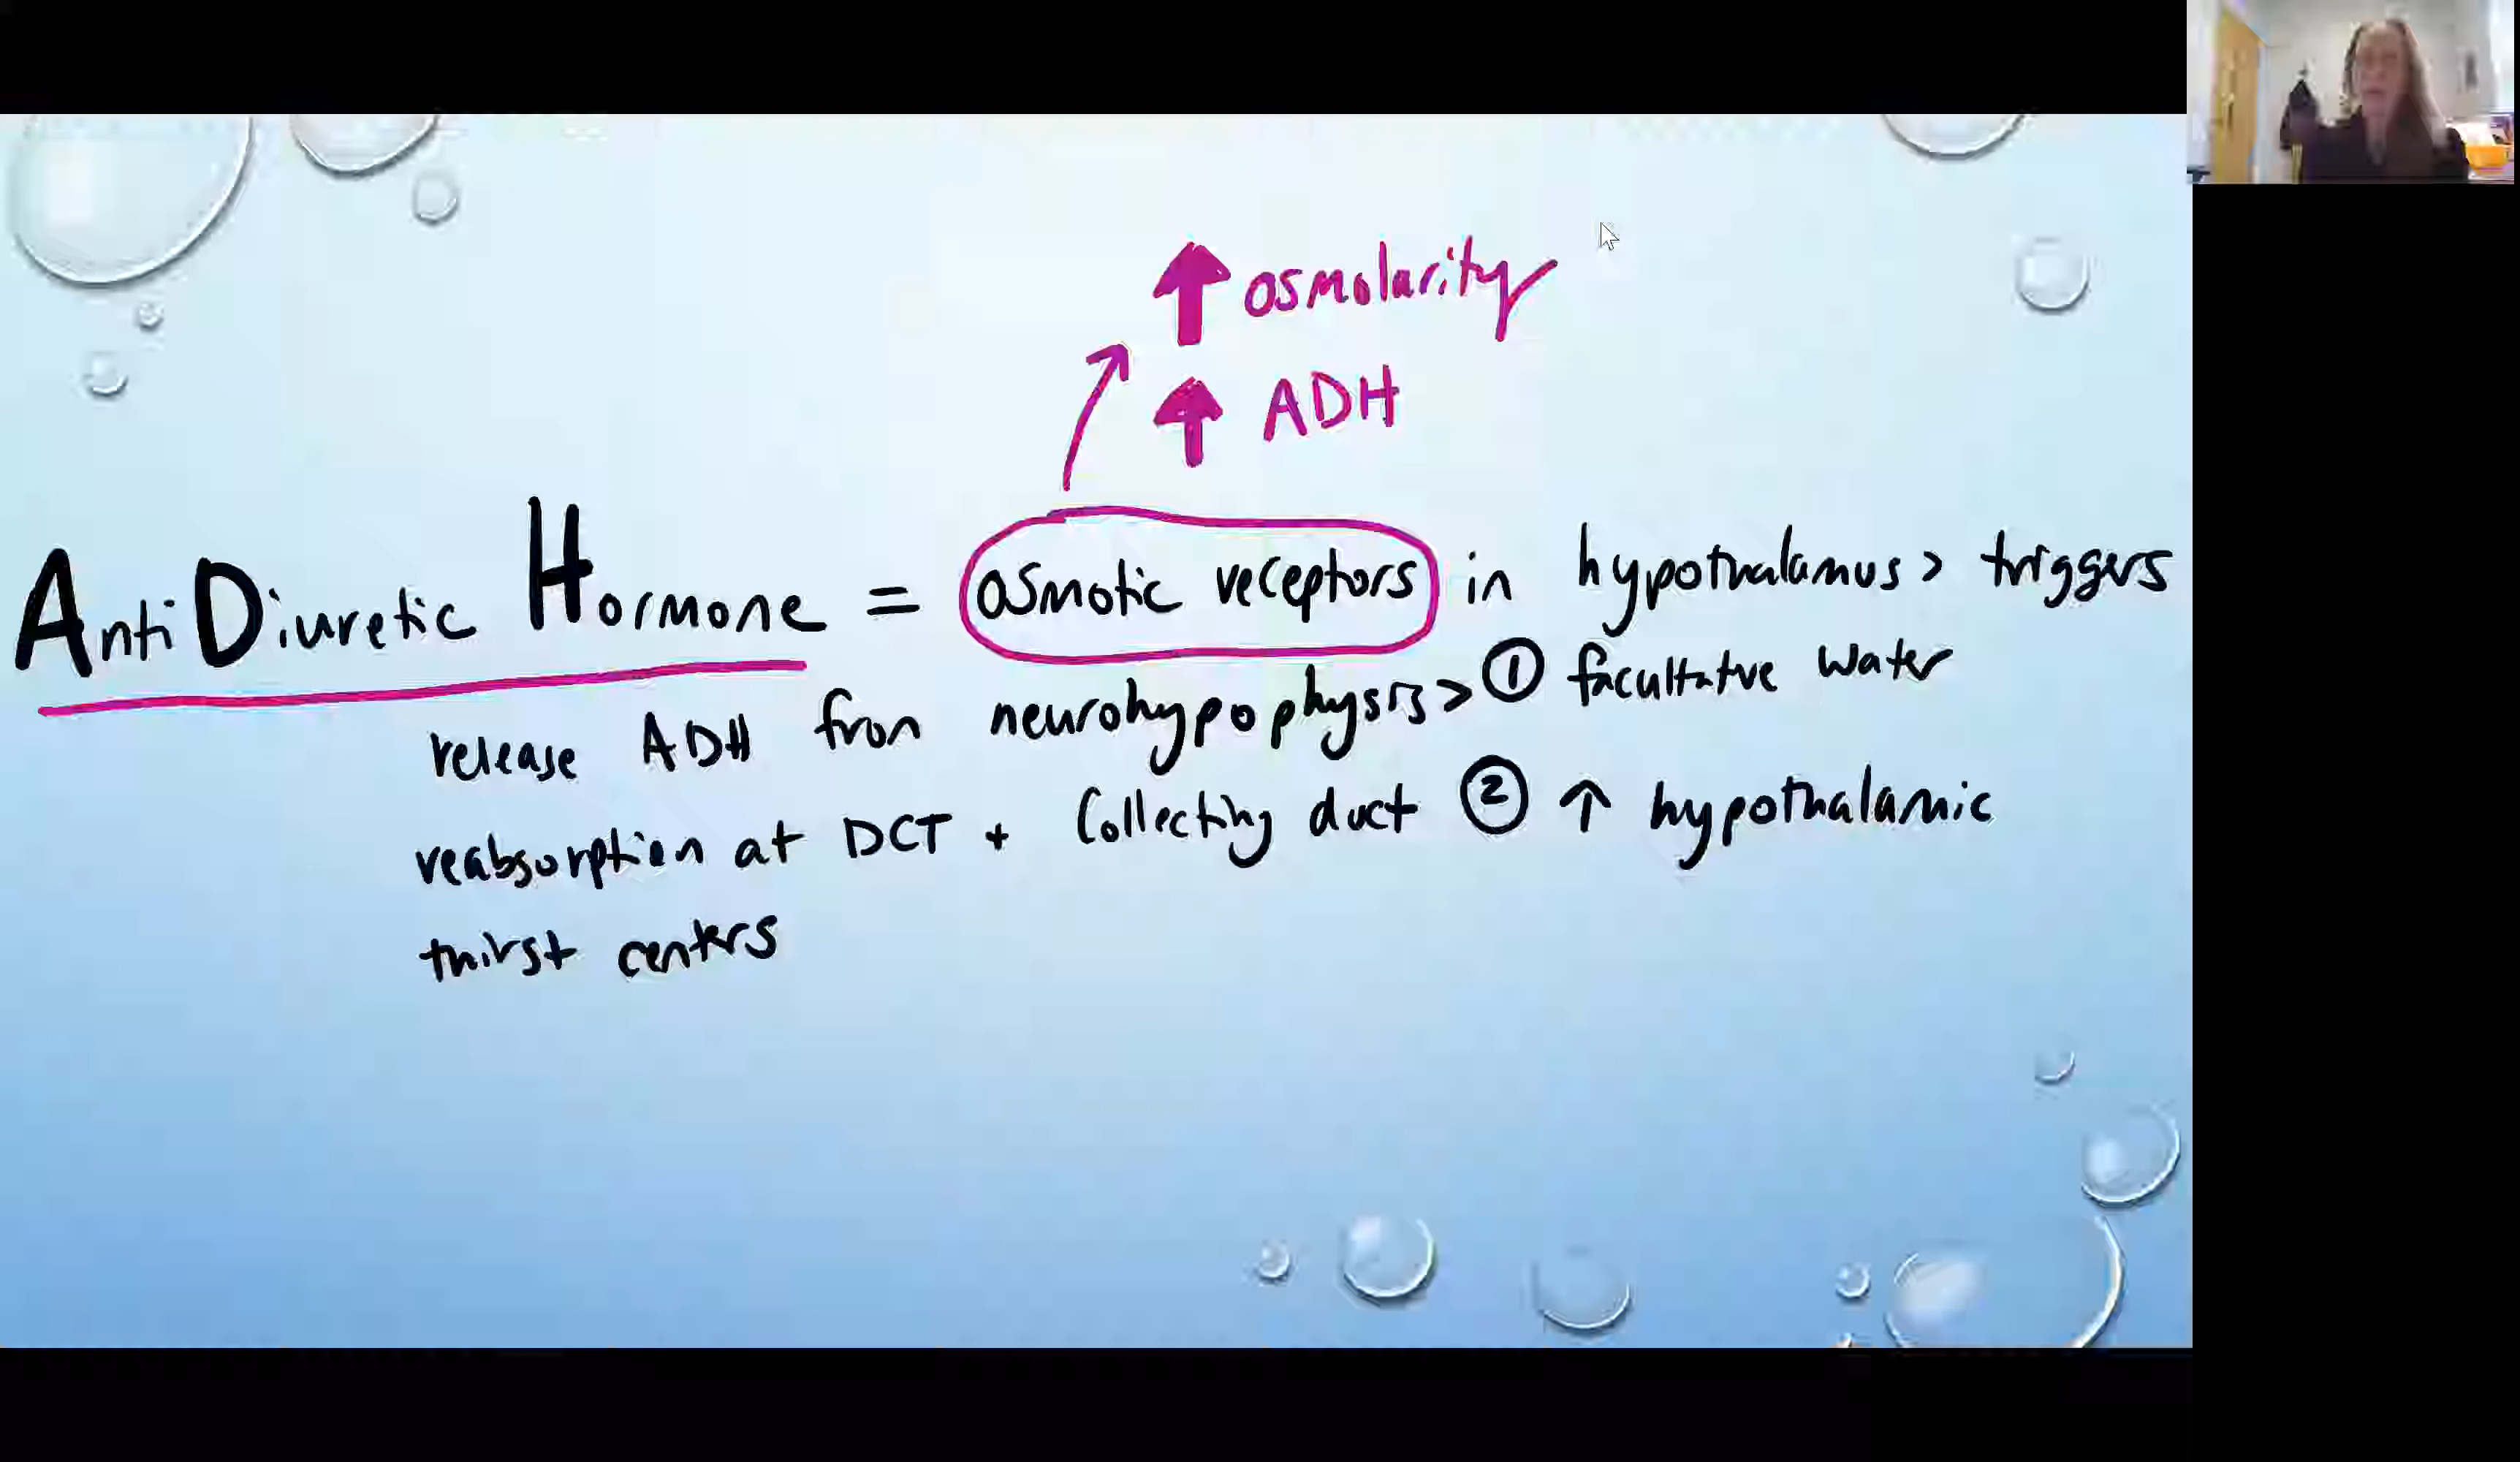 ↑ osmolarity
↑ ADH
AntiDiuretic Hormone = osmotic receptors in hypothalamus > triggers
release ADH from neurohypophysis > ① facultative water
reabsorption at DCT + Collecting duct ② ↑ hypothalamic
thirst centers